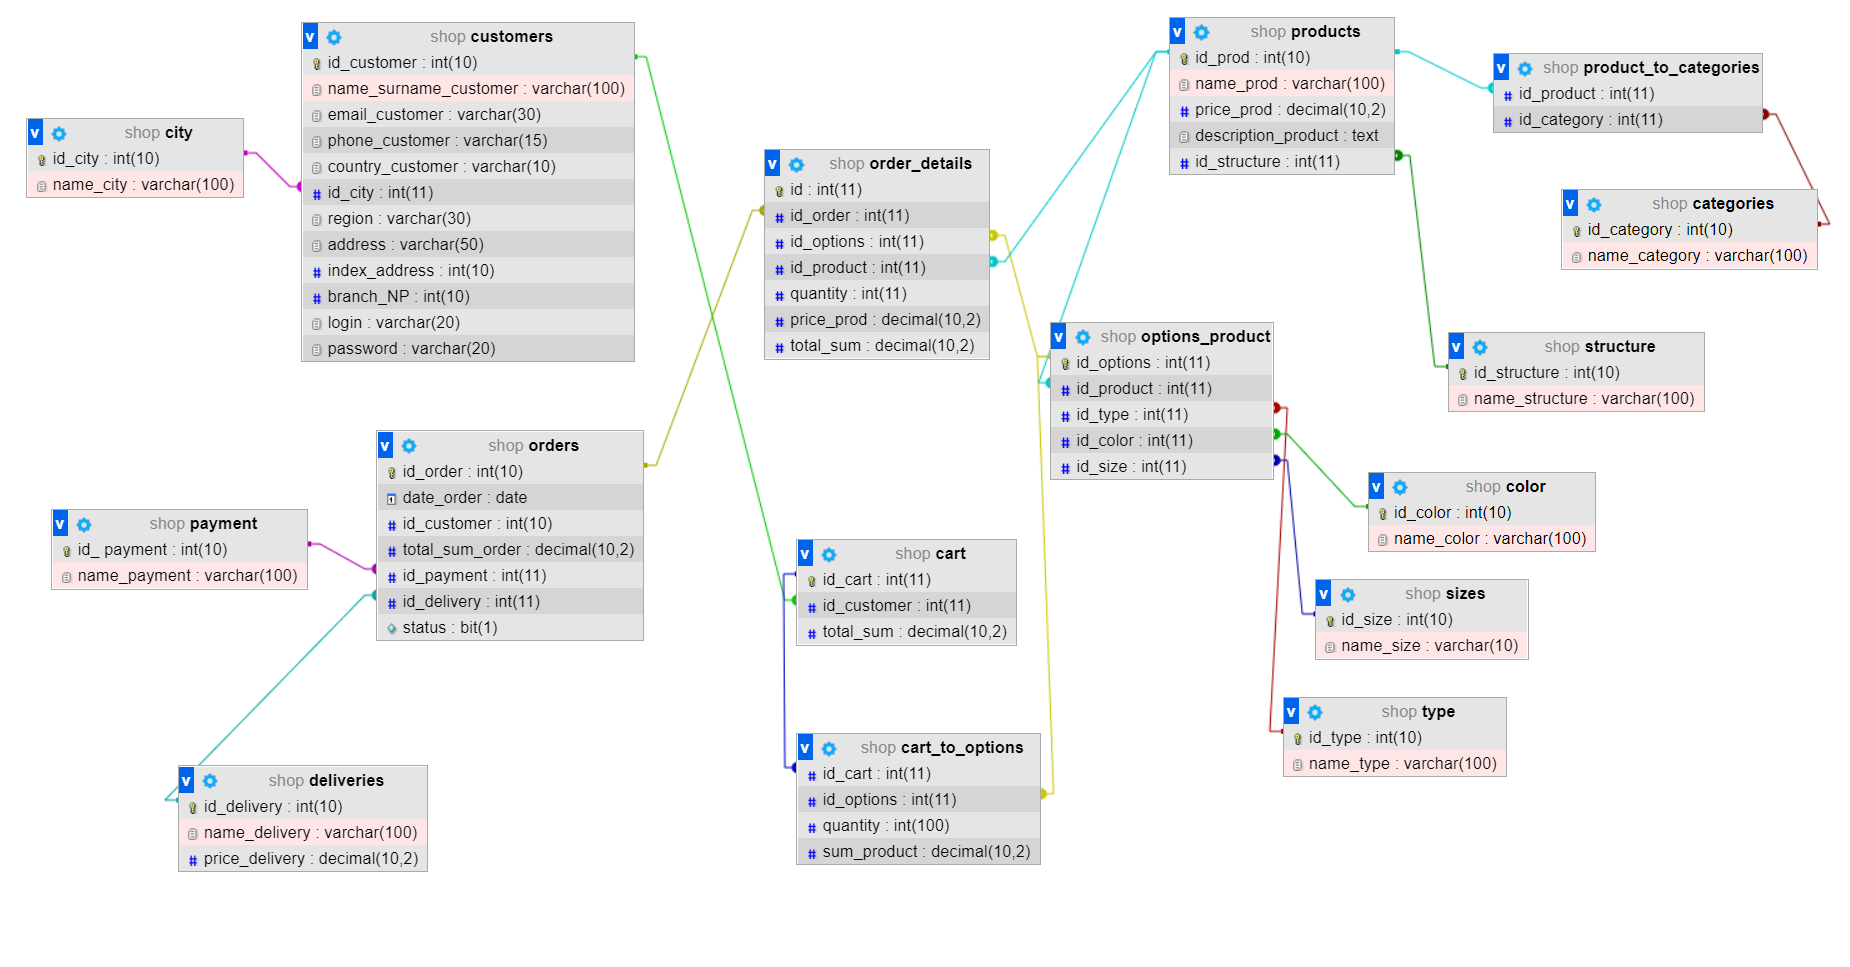 v shop customers
id_customer : int(10)
name_surname_customer : varchar(100)
email_customer : varchar(30)
phone_customer : varchar(15)
country_customer : varchar(10)
id_city : int(11)
region : varchar(30)
address : varchar(50)
index_address : int(10)
branch_NP : int(10)
login : varchar(20)
password : varchar(20)
v shop city
id_city : int(10)
name_city : varchar(100)
v shop order_details
id : int(11)
id_order : int(11)
id_options : int(11)
id_product : int(11)
quantity : int(11)
price_prod : decimal(10,2)
total_sum : decimal(10,2)
v shop products
id_prod : int(10)
name_prod : varchar(100)
price_prod : decimal(10,2)
description_product : text
id_structure : int(11)
v shop product_to_categories
id_product : int(11)
id_category : int(11)
v shop categories
id_category : int(10)
name_category : varchar(100)
v shop options_product
id_options : int(11)
id_product : int(11)
id_type : int(11)
id_color : int(11)
id_size : int(11)
v shop structure
id_structure : int(10)
name_structure : varchar(100)
v shop orders
id_order : int(10)
date_order : date
id_customer : int(10)
total_sum_order : decimal(10,2)
id_payment : int(11)
id_delivery : int(11)
status : bit(1)
v shop payment
id_ payment : int(10)
name_payment : varchar(100)
v shop cart
id_cart : int(11)
id_customer : int(11)
total_sum : decimal(10,2)
v shop color
id_color : int(10)
name_color : varchar(100)
v shop sizes
id_size : int(10)
name_size : varchar(10)
v shop type
id_type : int(10)
name_type : varchar(100)
v shop cart_to_options
id_cart : int(11)
id_options : int(11)
quantity : int(100)
sum_product : decimal(10,2)
v shop deliveries
id_delivery : int(10)
name_delivery : varchar(100)
price_delivery : decimal(10,2)